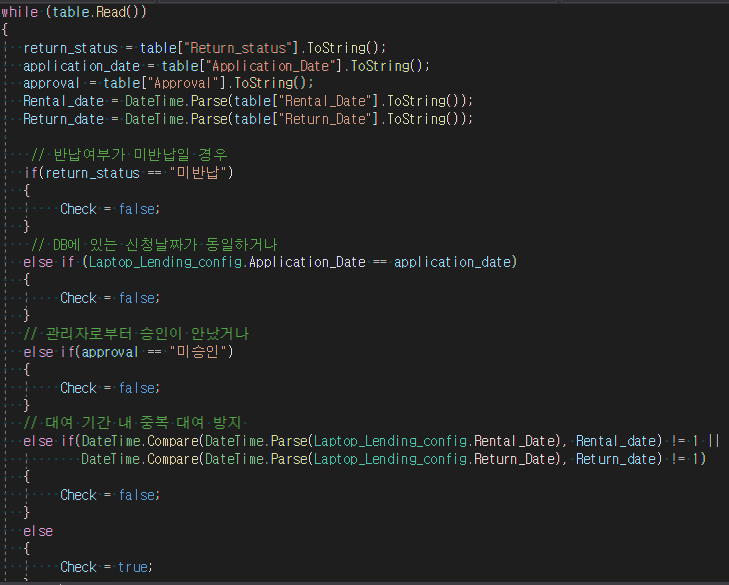 while (table.Read())
{
return_status = table["Return_status"].ToString();
application_date = table["Application_Date"].ToString();
approval = table["Approval"].ToString();
Rental_date = DateTime.Parse(table["Rental_Date"].ToString());
Return_date = DateTime.Parse(table["Return_Date"].ToString());
// 반납여부가 미반납일 경우
if(return_status == "미반납")
{
Check = false;
}
// DB에 있는 신청날짜가 동일하거나
else if (Laptop_Lending_config.Application_Date == application_date)
{
Check = false;
}
// 관리자로부터 승인이 안났거나
else if(approval == "미승인")
{
Check = false;
}
// 대여 기간 내 중복 대여 방지
else if(DateTime.Compare(DateTime.Parse(Laptop_Lending_config.Rental_Date), Rental_date) != 1 ||
DateTime.Compare(DateTime.Parse(Laptop_Lending_config.Return_Date), Return_date) != 1)
{
Check = false;
}
else
{
Check = true;
}